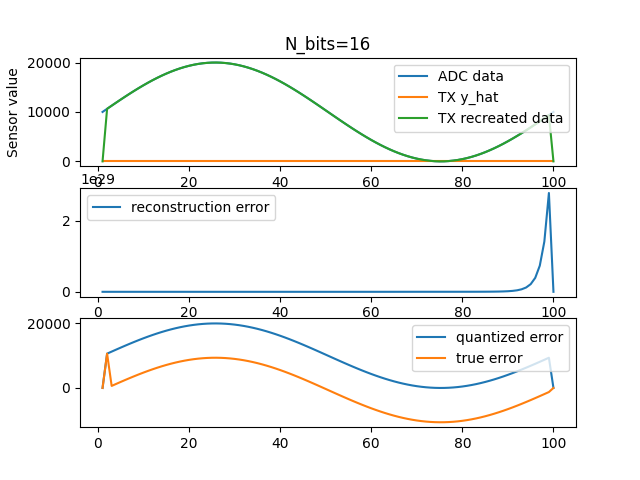 N_bits=16
Sensor value
20000
10000
0
ADC data
TX y_hat
TX recreated data
0 20 40 60 80 100
1e29
2
0
reconstruction error
0 20 40 60 80 100
20000
0
quantized error
true error
0 20 40 60 80 100